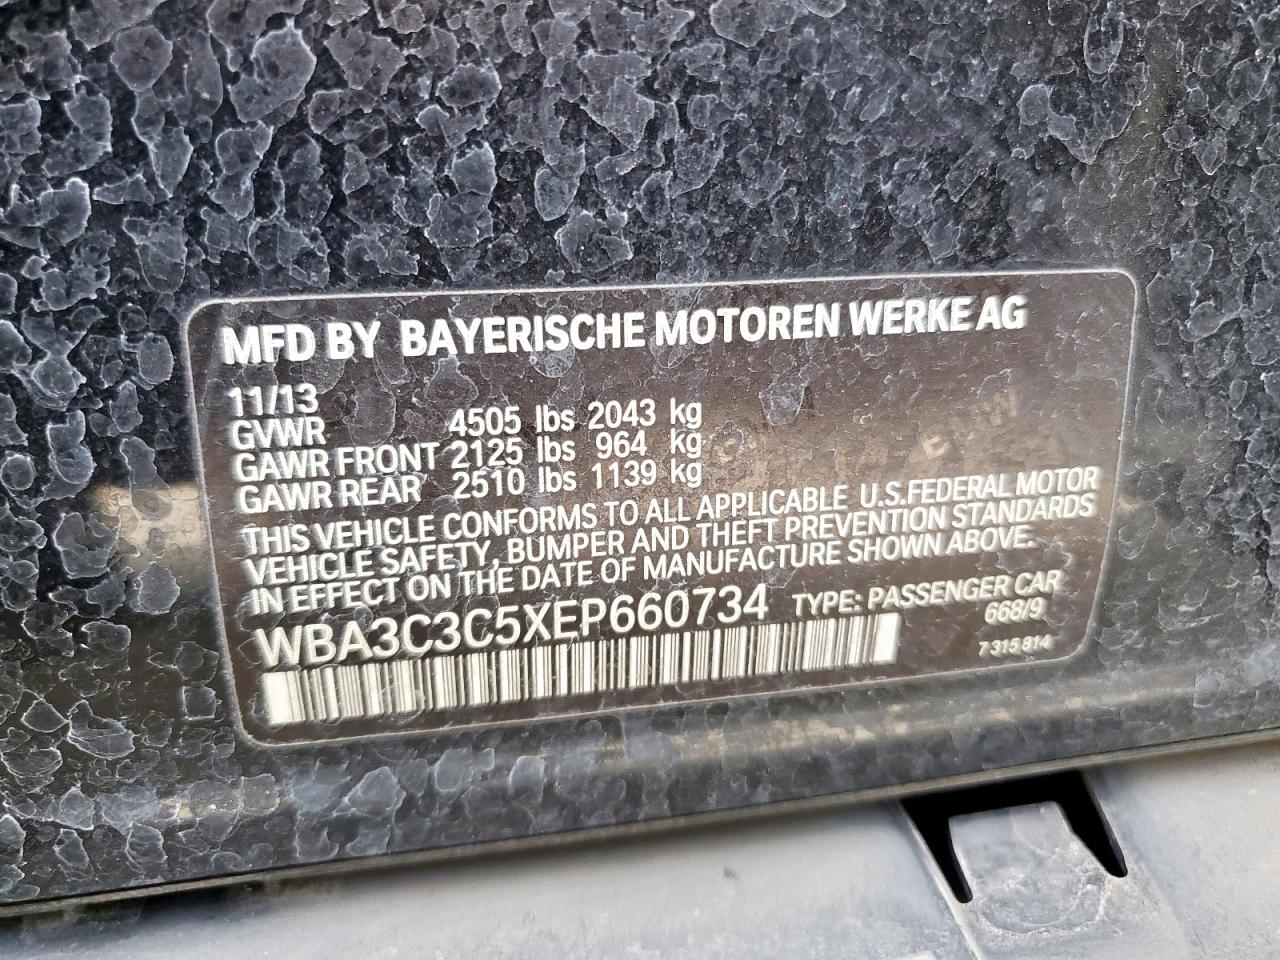 MFD BY BAYERISCHE MOTOREN WERKE AG
11/13
GVWR 4505 lbs 2043 kg
GAWR FRONT 2125 lbs 964 kg
GAWR REAR 2510 lbs 1139 kg
THIS VEHICLE CONFORMS TO ALL APPLICABLE U.S.FEDERAL MOTOR
VEHICLE SAFETY, BUMPER AND THEFT PREVENTION STANDARDS
IN EFFECT ON THE DATE OF MANUFACTURE SHOWN ABOVE.
WBA3C3C5XEP660734 TYPE: PASSENGER CAR
668/9
7 315 814